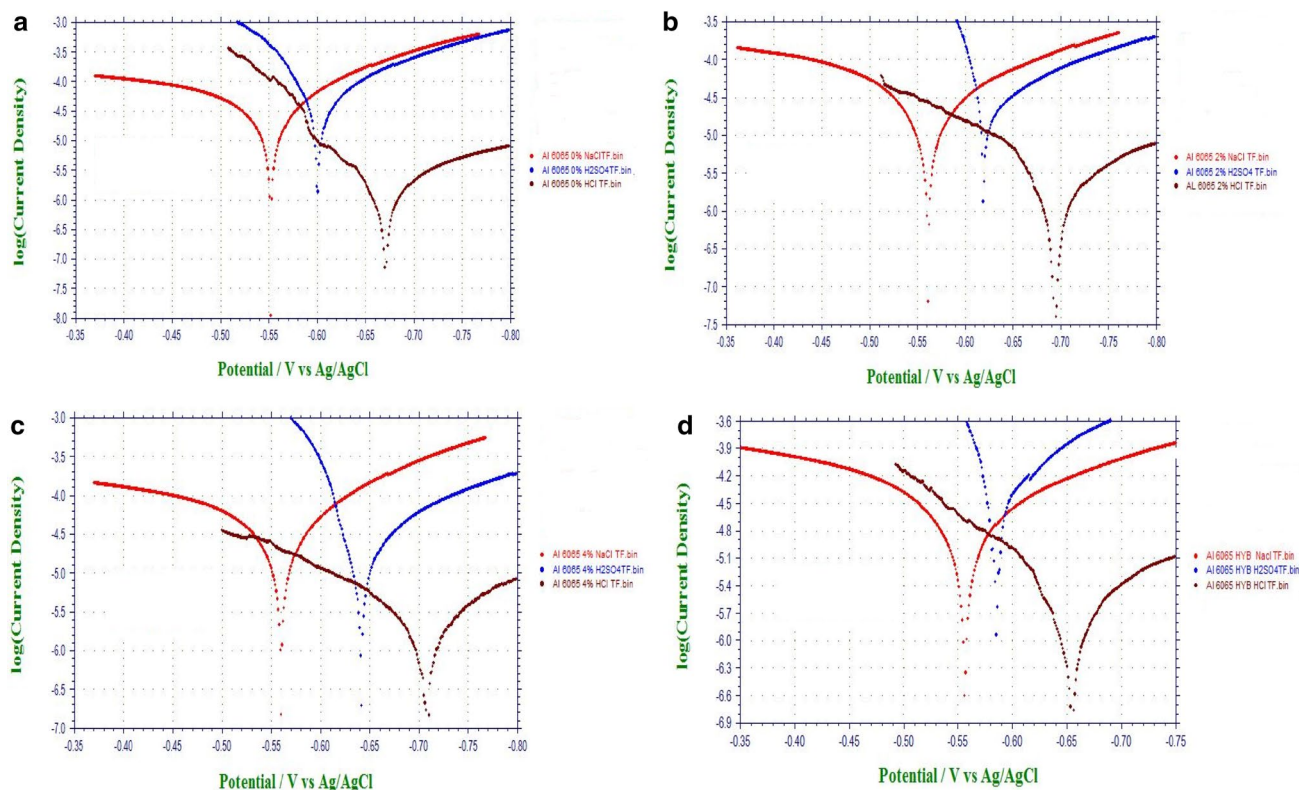 a
log(Current Density)
-3.0
-3.5
-4.0
-4.5
-5.0
-5.5
-6.0
-6.5
-7.0
-7.5
-8.0
-0.35 -0.40 -0.45 -0.50 -0.55 -0.60 -0.65 -0.70 -0.75 -0.80
Potential / V vs Ag/AgCl
Al 6065 0% NaClTF.bin
Al 6065 0% H2SO4TF.bin
Al 6065 0% HCl TF.bin
b
log(Current Density)
-3.5
-4.0
-4.5
-5.0
-5.5
-6.0
-6.5
-7.0
-7.5
-0.35 -0.40 -0.45 -0.50 -0.55 -0.60 -0.65 -0.70 -0.75 -0.80
Potential / V vs Ag/AgCl
Al 6065 2% NaCl TF.bin
Al 6065 2% H2SO4 TF.bin
AL 6065 2% HCl TF.bin
c
log(Current Density)
-3.0
-3.5
-4.0
-4.5
-5.0
-5.5
-6.0
-6.5
-7.0
-0.35 -0.40 -0.45 -0.50 -0.55 -0.60 -0.65 -0.70 -0.75 -0.80
Potential / V vs Ag/AgCl
Al 6065 4% NaCl TF.bin
Al 6065 4% H2SO4TF.bin
Al 6065 4% HCl TF.bin
d
log(Current Density)
-3.6
-3.9
-4.2
-4.5
-4.8
-5.1
-5.4
-5.7
-6.0
-6.3
-6.6
-6.9
-0.35 -0.40 -0.45 -0.50 -0.55 -0.60 -0.65 -0.70 -0.75
Potential / V vs Ag/AgCl
Al 6065 HYB Nacl TF.bin
Al 6065 HYB H2SO4TF.bin
Al 6065 HYB HCl TF.bin